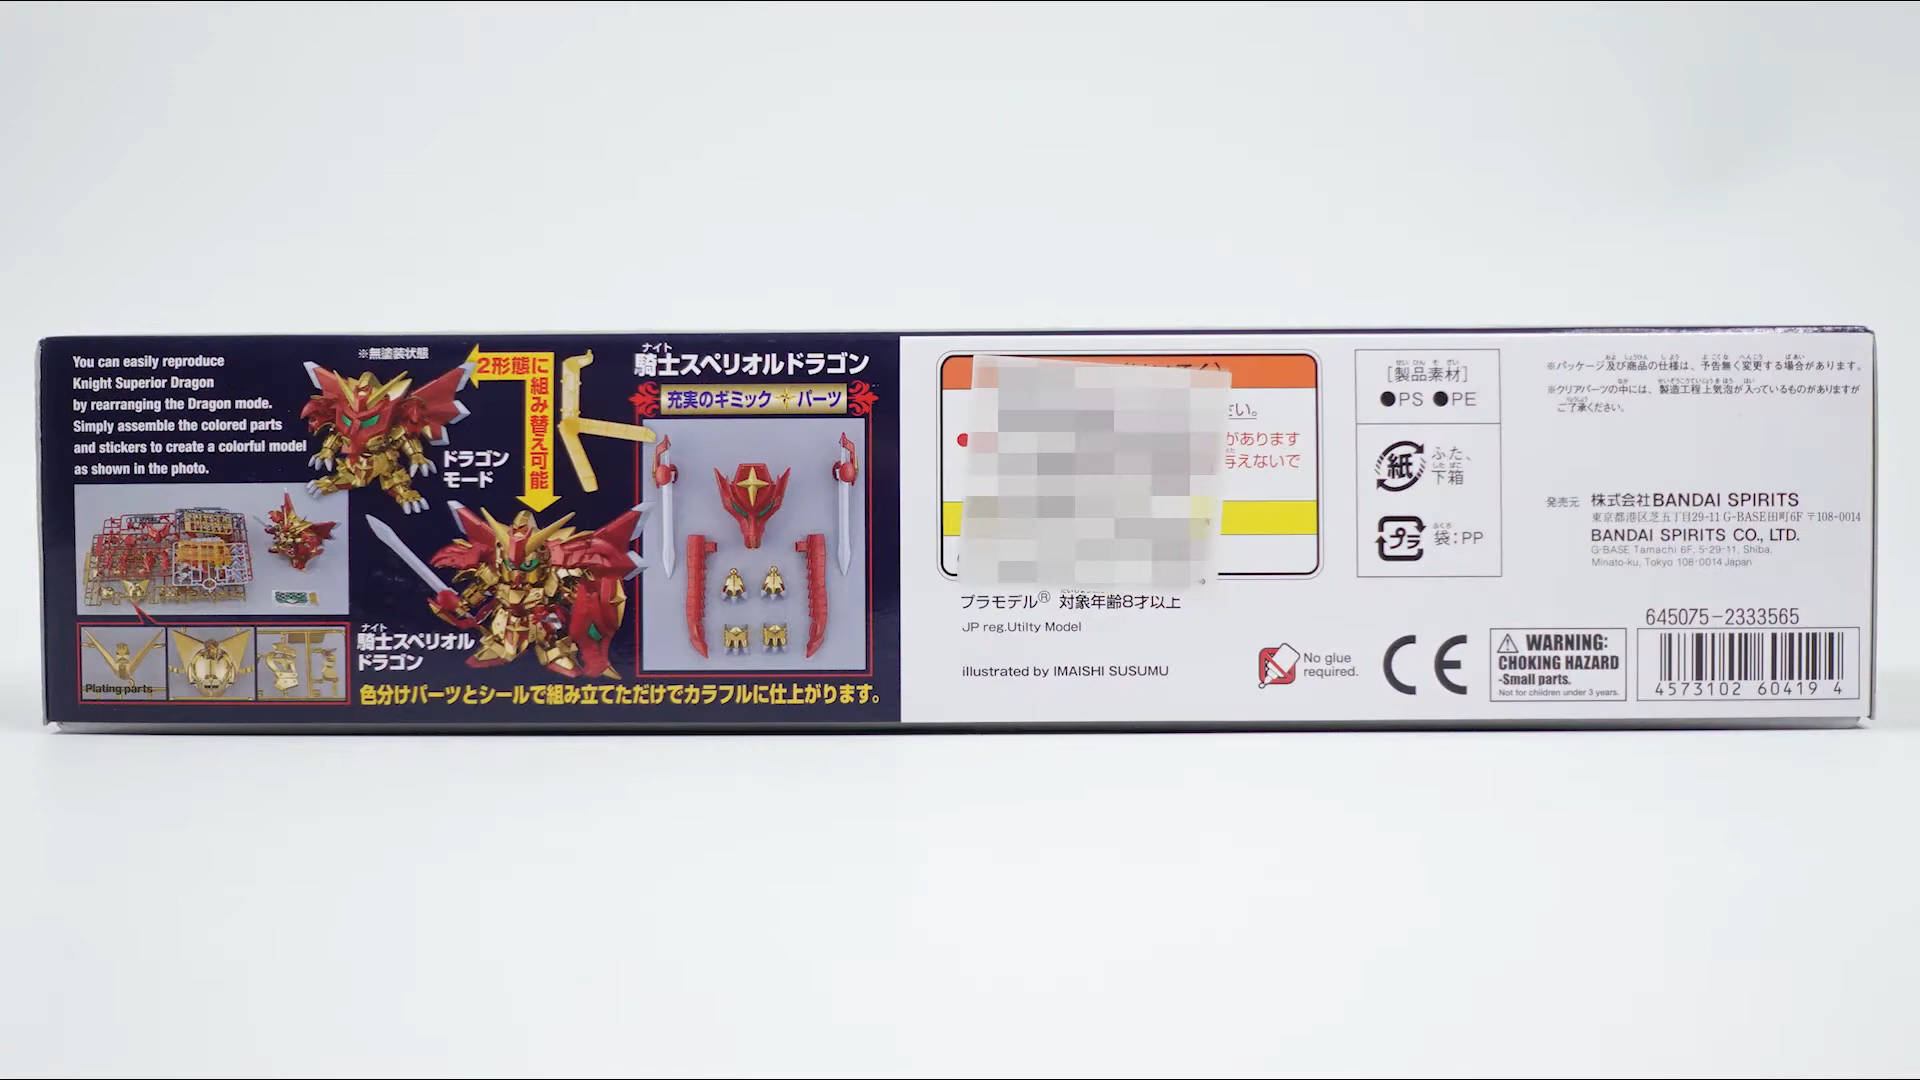 You can easily reproduce
Knight Superior Dragon
by rearranging the Dragon mode.
Simply assemble the colored parts
and stickers to create a colorful model
as shown in the photo.
※無塗装状態
2形態に
組み替え可能
ドラゴン
モード
ナイト
騎士スペリオル
ドラゴン
Plating parts
ナイト
騎士スペリオルドラゴン
充実のギミック パーツ
色分けパーツとシールで組み立てただけでカラフルに仕上がります。
さい。
があります
与えないで
プラモデル® 対象年齢8才以上
JP reg.Utilty Model
illustrated by IMAISHI SUSUMU
[製品素材]
●PS ●PE
紙
ふた、
下箱
プラ
袋:PP
No glue
required.
CE
※パッケージ及び商品の仕様は、予告無く変更する場合があります。
※クリアパーツの中には、製造工程上気泡が入っているものがありますが
ご了承ください。
発売元 株式会社BANDAI SPIRITS
東京都港区芝五丁目29-11 G-BASE田町6F 〒108-0014
BANDAI SPIRITS CO., LTD.
G-BASE Tamachi 6F, 5-29-11, Shiba,
Minato-ku, Tokyo 108-0014 Japan
WARNING:
CHOKING HAZARD
-Small parts.
Not for children under 3 years.
645075-2333565
4573102 60419 4